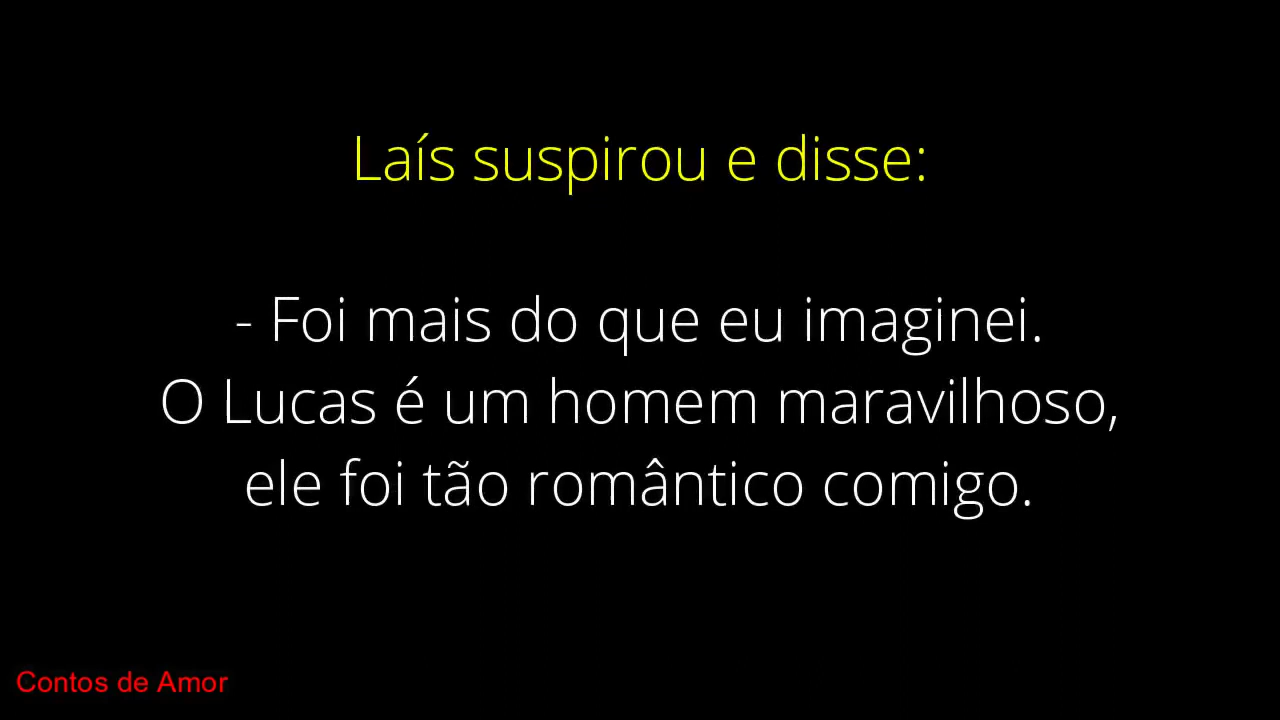 Laís suspirou e disse:
- Foi mais do que eu imaginei.
O Lucas é um homem maravilhoso,
ele foi tão romântico comigo.
Contos de Amor